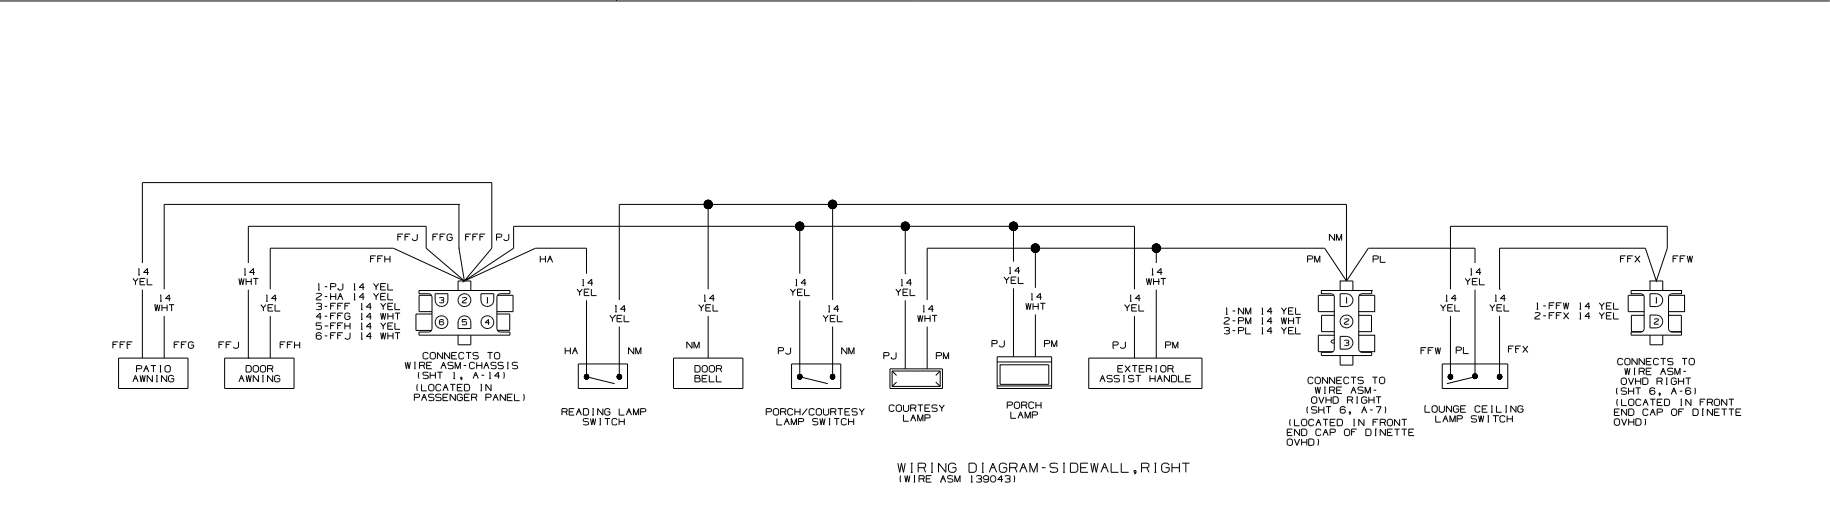 NM
FFJ FFG FFF PJ
FFH HA PM PL FFX FFW
14 YEL
14 WHT
14 WHT
14 YEL
1-PJ 14 YEL
2-HA 14 YEL
3-FFF 14 YEL
4-FFG 14 WHT
5-FFH 14 YEL
6-FFJ 14 WHT
3 2 1
6 5 4
14 YEL
14 YEL
14 YEL
14 YEL
14 YEL
14 YEL
14 WHT
14 YEL
14 WHT
14 YEL
14 WHT
1-NM 14 YEL
2-PM 14 WHT
3-PL 14 YEL
1
2
3
14 YEL
14 YEL
14 YEL
1-FFW 14 YEL
2-FFX 14 YEL
1
2
FFF FFG FFJ FFH HA NM NM PJ NM PJ PM PJ PM PJ PM FFW PL FFX
PATIO
AWNING
DOOR
AWNING
CONNECTS TO
WIRE ASM-CHASSIS
(SHT 1, A-14)
(LOCATED IN
PASSENGER PANEL)
READING LAMP
SWITCH
DOOR
BELL
PORCH/COURTESY
LAMP SWITCH
COURTESY
LAMP
PORCH
LAMP
EXTERIOR
ASSIST HANDLE
CONNECTS TO
WIRE ASM-
OVHD RIGHT
(SHT 6, A-7)
(LOCATED IN FRONT
END CAP OF DINETTE
OVHD)
LOUNGE CEILING
LAMP SWITCH
CONNECTS TO
WIRE ASM-
OVHD RIGHT
(SHT 6, A-6)
(LOCATED IN FRONT
END CAP OF DINETTE
OVHD)
WIRING DIAGRAM-SIDEWALL,RIGHT
(WIRE ASM 139043)